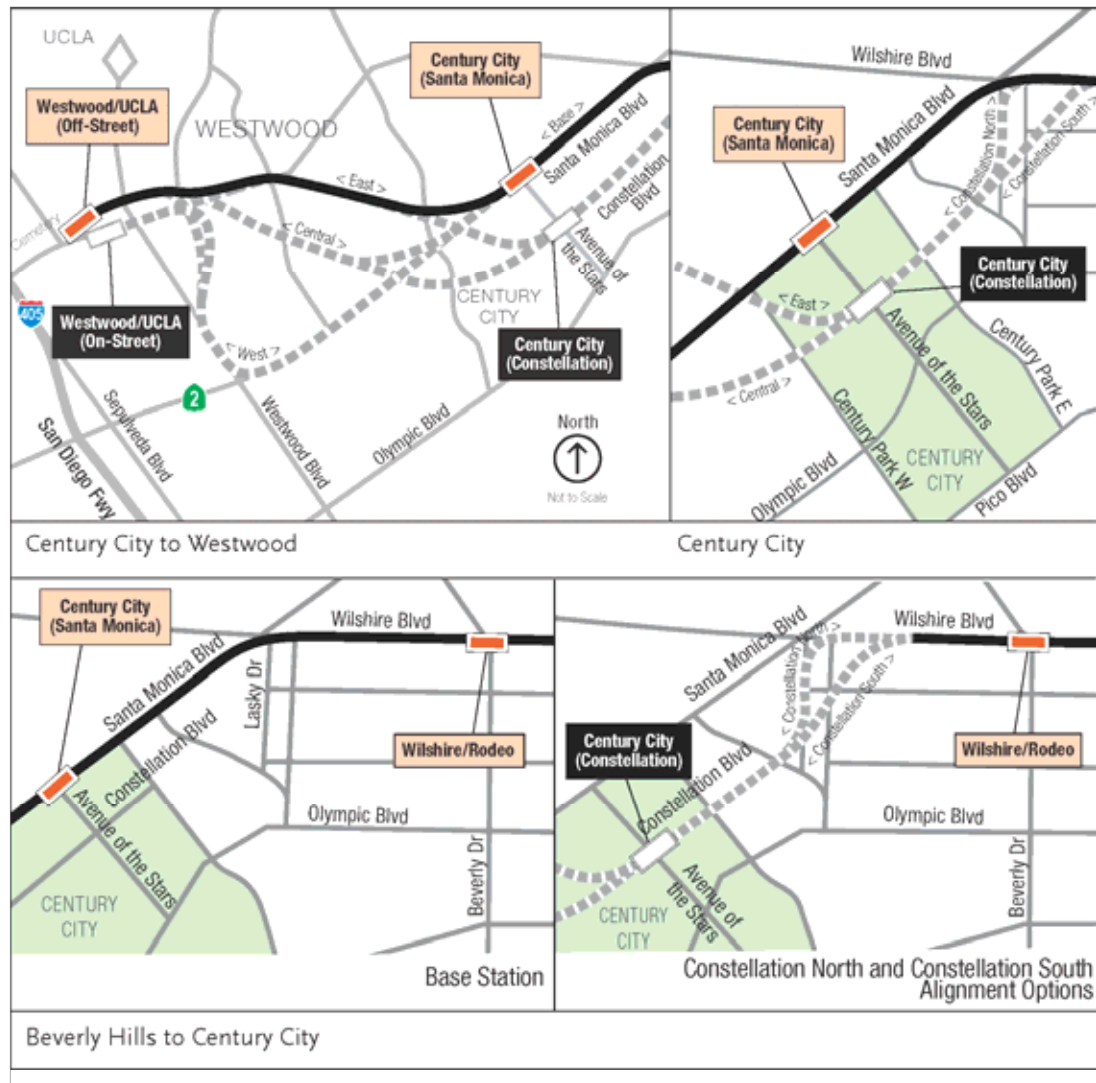 UCLA
Westwood/UCLA
(Off-Street)
WESTWOOD
Century City
(Santa Monica)
< Base >
Santa Monica Blvd
< East >
Constellation
Blvd
Cemetery
< Central >
Avenue of
the Stars
CENTURY
CITY
405
Westwood/UCLA
(On-Street)
< West >
Century City
(Constellation)
2
Sepulveda Blvd
Westwood Blvd
Olympic Blvd
San Diego Fwy
North
Not to Scale
Century City to Westwood
Wilshire Blvd
Santa Monica Blvd
Century City
(Santa Monica)
< Constellation North >
< Constellation South >
Century City
(Constellation)
< East >
< Central >
Avenue of the Stars
Century Park E
Century Park W
CENTURY
CITY
Olympic Blvd
Pico Blvd
Century City
Century City
(Santa Monica)
Wilshire Blvd
Santa Monica Blvd
Lasky Dr
Constellation Blvd
Wilshire/Rodeo
Avenue of the Stars
Olympic Blvd
Beverly Dr
CENTURY
CITY
Base Station
Wilshire Blvd
Santa Monica Blvd
< Constellation North >
< Constellation South >
Century City
(Constellation)
Wilshire/Rodeo
Constellation Blvd
Olympic Blvd
Avenue of
the Stars
Beverly Dr
CENTURY
CITY
Constellation North and Constellation South
Alignment Options
Beverly Hills to Century City